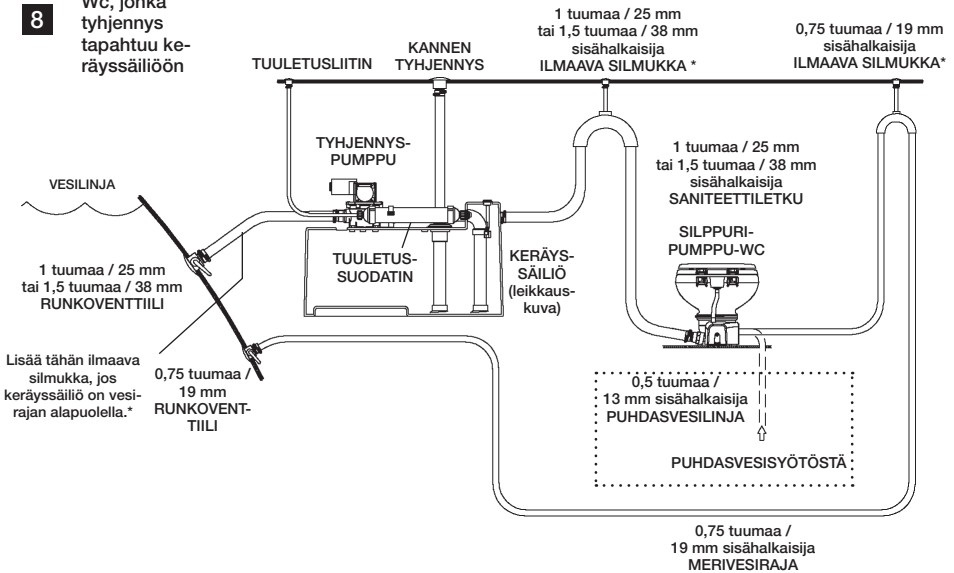 8
Wc, jonka
tyhjennys
tapahtuu ke-
räyssäiliöön
TUULETUSLIITIN
KANNEN
TYHJENNYS
1 tuumaa / 25 mm
tai 1,5 tuumaa / 38 mm
sisähalkaisija
ILMAAVA SILMUKKA *
0,75 tuumaa / 19 mm
sisähalkaisija
ILMAAVA SILMUKKA*
TYHJENNYS-
PUMPPU
VESILINJA
1 tuumaa / 25 mm
tai 1,5 tuumaa / 38 mm
sisähalkaisija
SANITEETTILETKU
SILPPURI-
PUMPPU-WC
TUULETUS-
SUODATIN
KERÄYS-
SÄILIÖ
(leikkaus-
kuva)
1 tuumaa / 25 mm
tai 1,5 tuumaa / 38 mm
RUNKOVENTTIILI
Lisää tähän ilmaava
silmukka, jos
keräyssäiliö on vesi-
rajan alapuolella.*
0,75 tuumaa /
19 mm
RUNKOVENT-
TIILI
0,5 tuumaa /
13 mm sisähalkaisija
PUHDASVESILINJA
PUHDASVESISYÖTÖSTÄ
0,75 tuumaa /
19 mm sisähalkaisija
MERIVESIRAJA